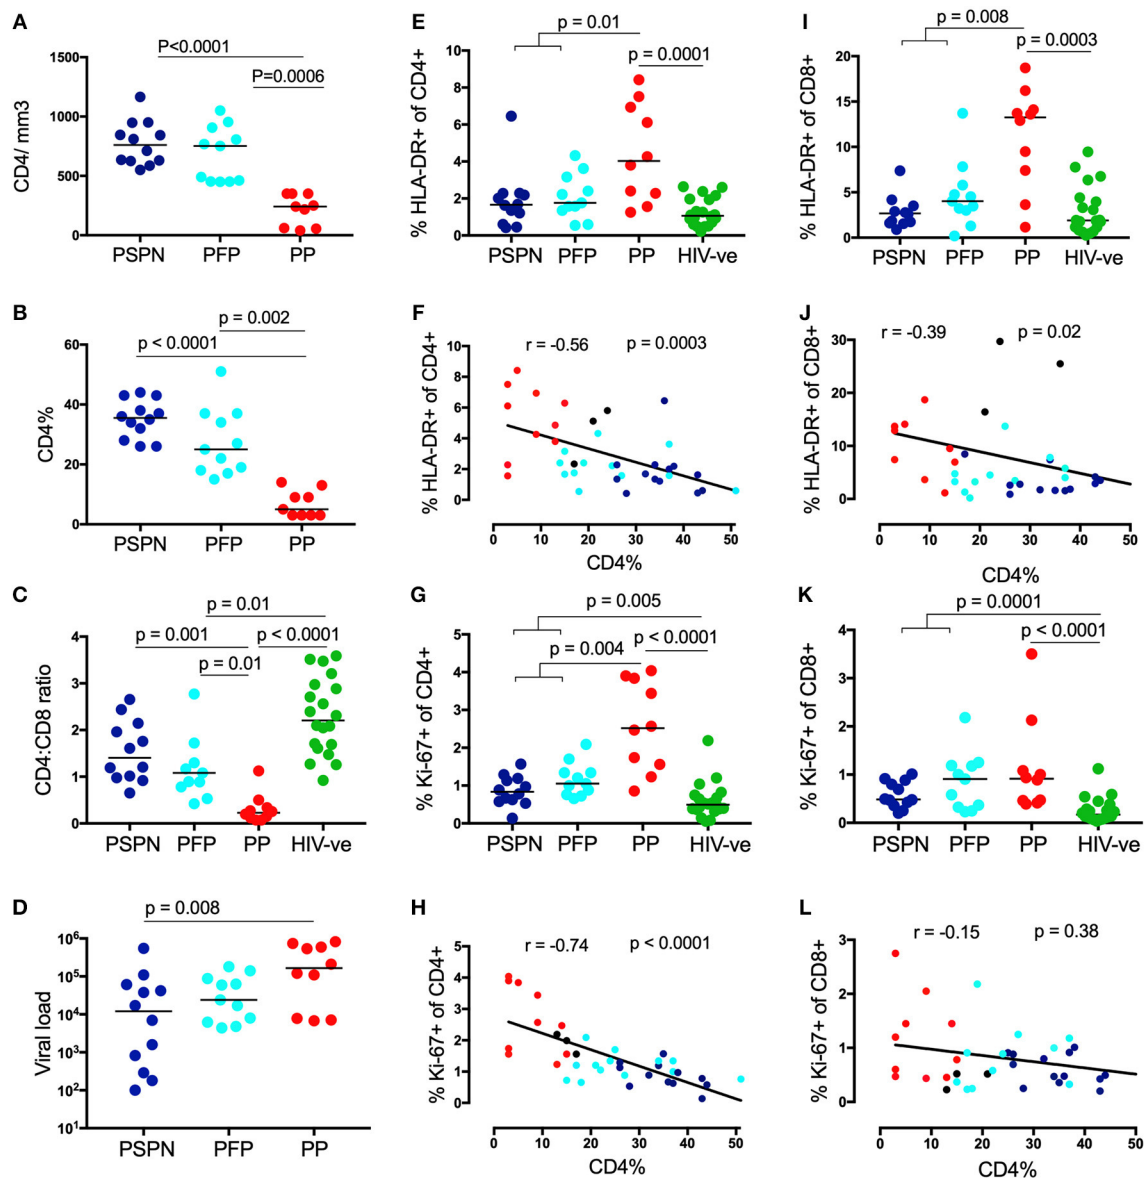 A
P<0.0001
P=0.0006
1500
1000
500
0
CD4/ mm3
PSPN PFP PP
E
p = 0.01
p = 0.0001
10
8
6
4
2
0
% HLA-DR+ of CD4+
PSPN PFP PP HIV-ve
I
p = 0.008
p = 0.0003
20
15
10
5
0
% HLA-DR+ of CD8+
PSPN PFP PP HIV-ve
B
p = 0.002
p < 0.0001
60
40
20
0
CD4%
PSPN PFP PP
F
r = -0.56 p = 0.0003
10
8
6
4
2
0
% HLA-DR+ of CD4+
0 10 20 30 40 50
CD4%
J
r = -0.39 p = 0.02
30
20
10
0
% HLA-DR+ of CD8+
0 10 20 30 40 50
CD4%
C
p = 0.01
p = 0.001
p < 0.0001
p = 0.01
4
3
2
1
0
CD4:CD8 ratio
PSPN PFP PP HIV-ve
G
p = 0.005
p = 0.004
p < 0.0001
5
4
3
2
1
0
% Ki-67+ of CD4+
PSPN PFP PP HIV-ve
K
p = 0.0001
p < 0.0001
4
3
2
1
0
% Ki-67+ of CD8+
PSPN PFP PP HIV-ve
D
p = 0.008
10⁶
10⁵
10⁴
10³
10²
10¹
Viral load
PSPN PFP PP
H
r = -0.74 p < 0.0001
5
4
3
2
1
0
% Ki-67+ of CD4+
0 10 20 30 40 50
CD4%
L
r = -0.15 p = 0.38
3
2
1
0
% Ki-67+ of CD8+
0 10 20 30 40 50
CD4%